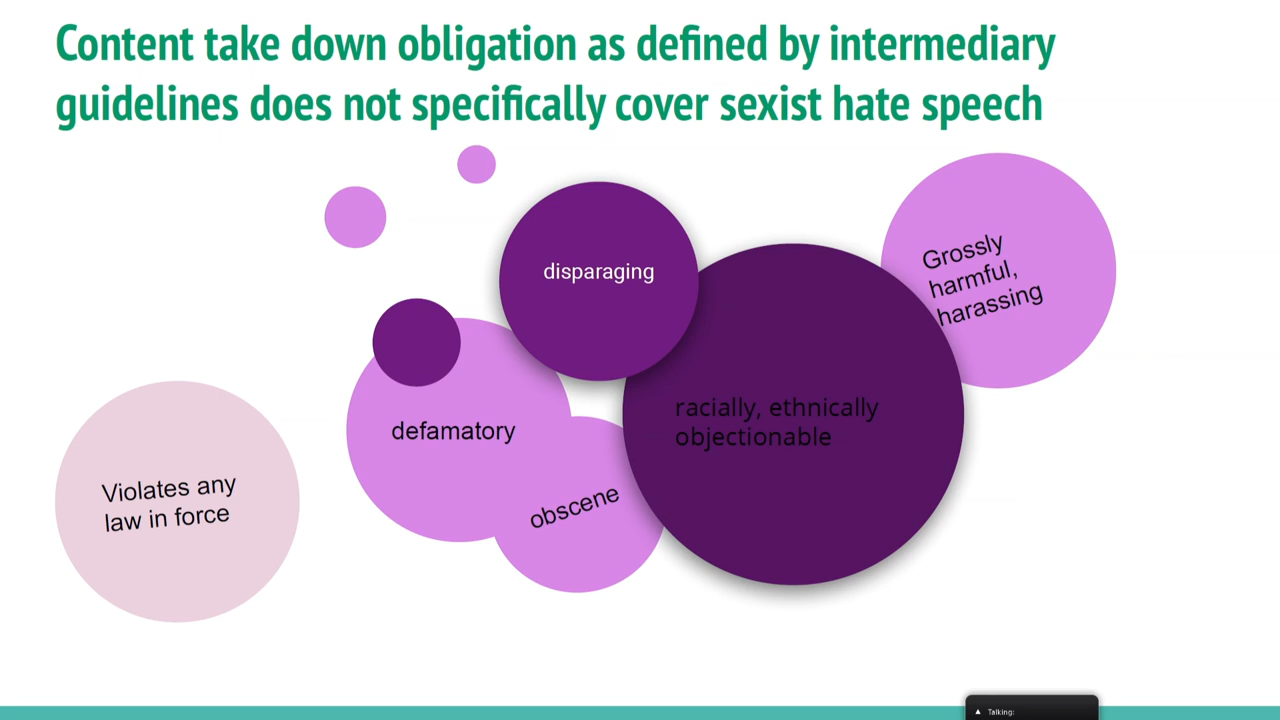 Content take down obligation as defined by intermediary
guidelines does not specifically cover sexist hate speech
disparaging
Grossly
harmful,
harassing
racially, ethnically
objectionable
defamatory
obscene
Violates any
law in force
Talking: